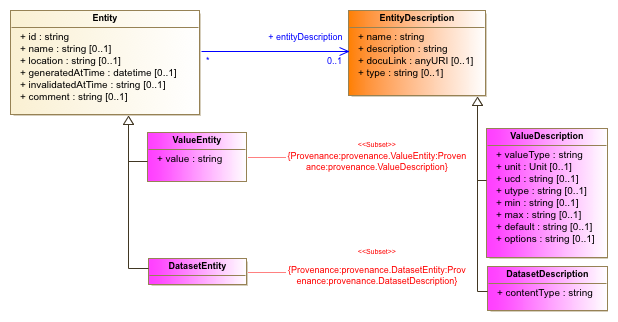 Entity
+ id : string
+ name : string [0..1]
+ location : string [0..1]
+ generatedAtTime : datetime [0..1]
+ invalidatedAtTime : string [0..1]
+ comment : string [0..1]
+ entityDescription
*
0..1
EntityDescription
+ name : string
+ description : string
+ docuLink : anyURI [0..1]
+ type : string [0..1]
ValueEntity
+ value : string
<<Subset>>
{Provenance:provenance.ValueEntity:Proven
ance:provenance.ValueDescription}
ValueDescription
+ valueType : string
+ unit : Unit [0..1]
+ ucd : string [0..1]
+ utype : string [0..1]
+ min : string [0..1]
+ max : string [0..1]
+ default : string [0..1]
+ options : string [0..1]
DatasetEntity
<<Subset>>
{Provenance:provenance.DatasetEntity:Prov
enance:provenance.DatasetDescription}
DatasetDescription
+ contentType : string